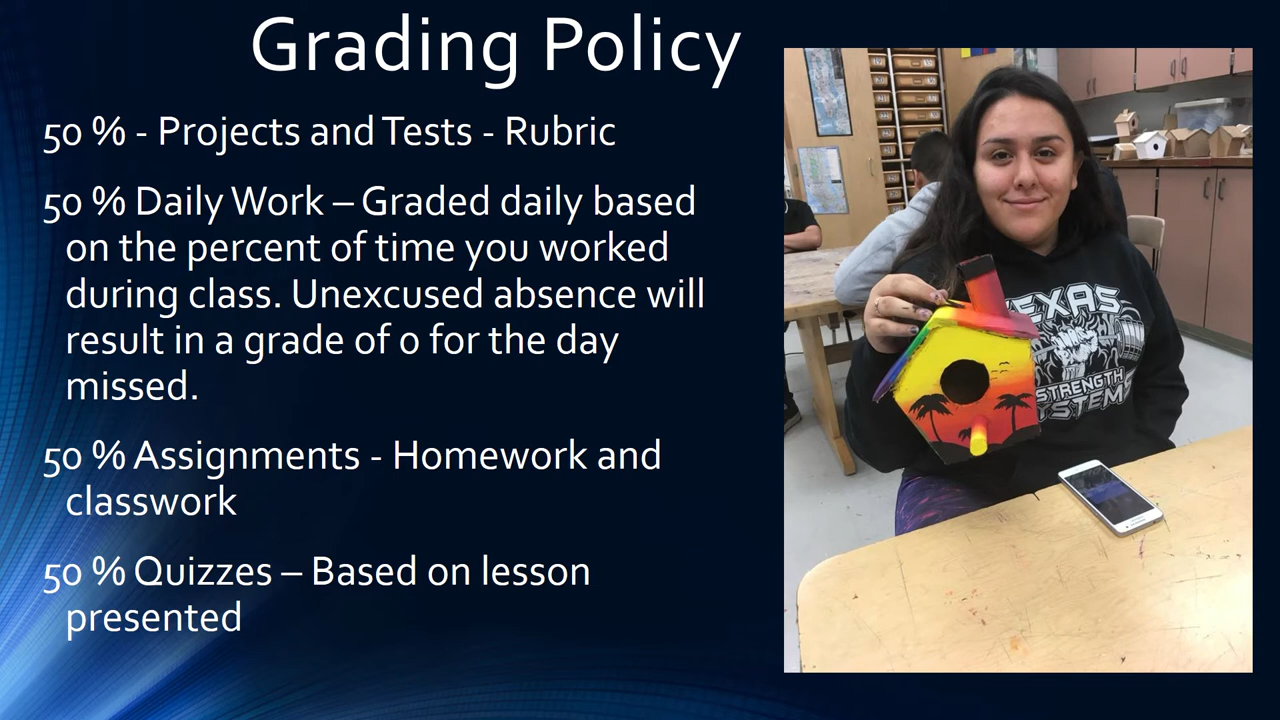 Grading Policy
50 % - Projects and Tests - Rubric
50 % Daily Work – Graded daily based
on the percent of time you worked
during class. Unexcused absence will
result in a grade of 0 for the day
missed.
50 % Assignments - Homework and
classwork
50 % Quizzes – Based on lesson
presented
EXAS
STRENGTH
YSTEMS